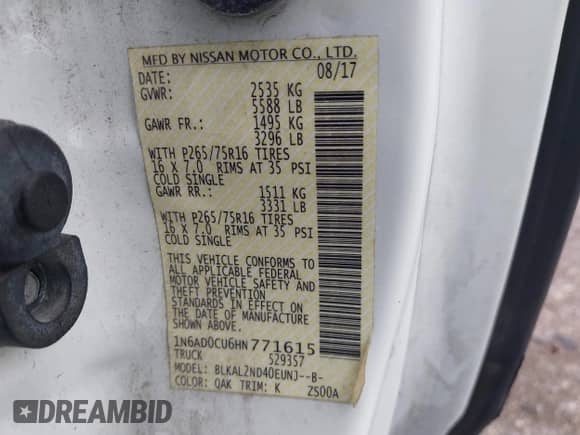 MFD BY NISSAN MOTOR CO., LTD.
DATE: 08/17
GVWR: 2535 KG
5588 LB
GAWR FR.: 1495 KG
3296 LB
WITH P265/75R16 TIRES
16 X 7.0 RIMS AT 35 PSI
COLD SINGLE
GAWR RR.: 1511 KG
3331 LB
WITH P265/75R16 TIRES
16 X 7.0 RIMS AT 35 PSI
COLD SINGLE
THIS VEHICLE CONFORMS TO
ALL APPLICABLE FEDERAL
MOTOR VEHICLE SAFETY AND
THEFT PREVENTION
STANDARDS IN EFFECT ON
THE DATE OF MANUFACTURE
SHOWN ABOVE.
1N6AD0CU6HN771615
TRUCK 529357
MODEL: BLKAL2ND40EUNJ--B-
COLOR: QAK TRIM: K ZS00A
DREAMBID